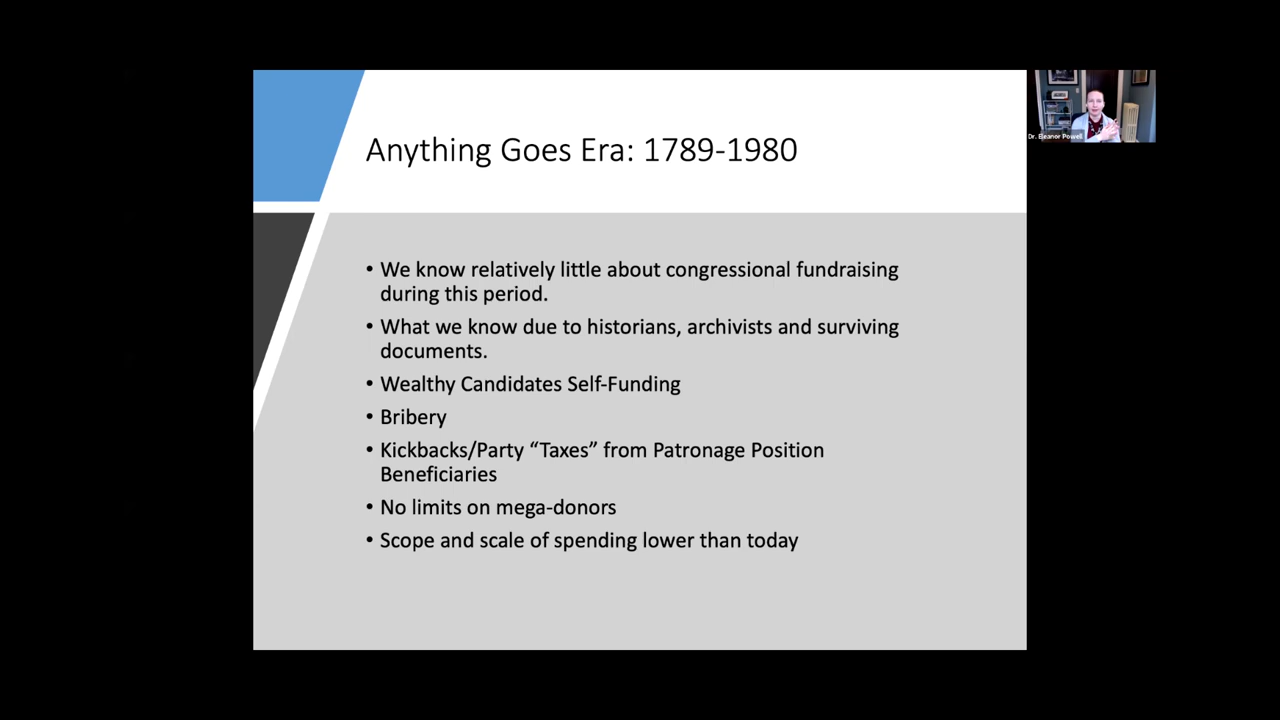 Anything Goes Era: 1789-1980
Dr. Eleanor Powell
• We know relatively little about congressional fundraising
during this period.
• What we know due to historians, archivists and surviving
documents.
• Wealthy Candidates Self-Funding
• Bribery
• Kickbacks/Party “Taxes” from Patronage Position
Beneficiaries
• No limits on mega-donors
• Scope and scale of spending lower than today